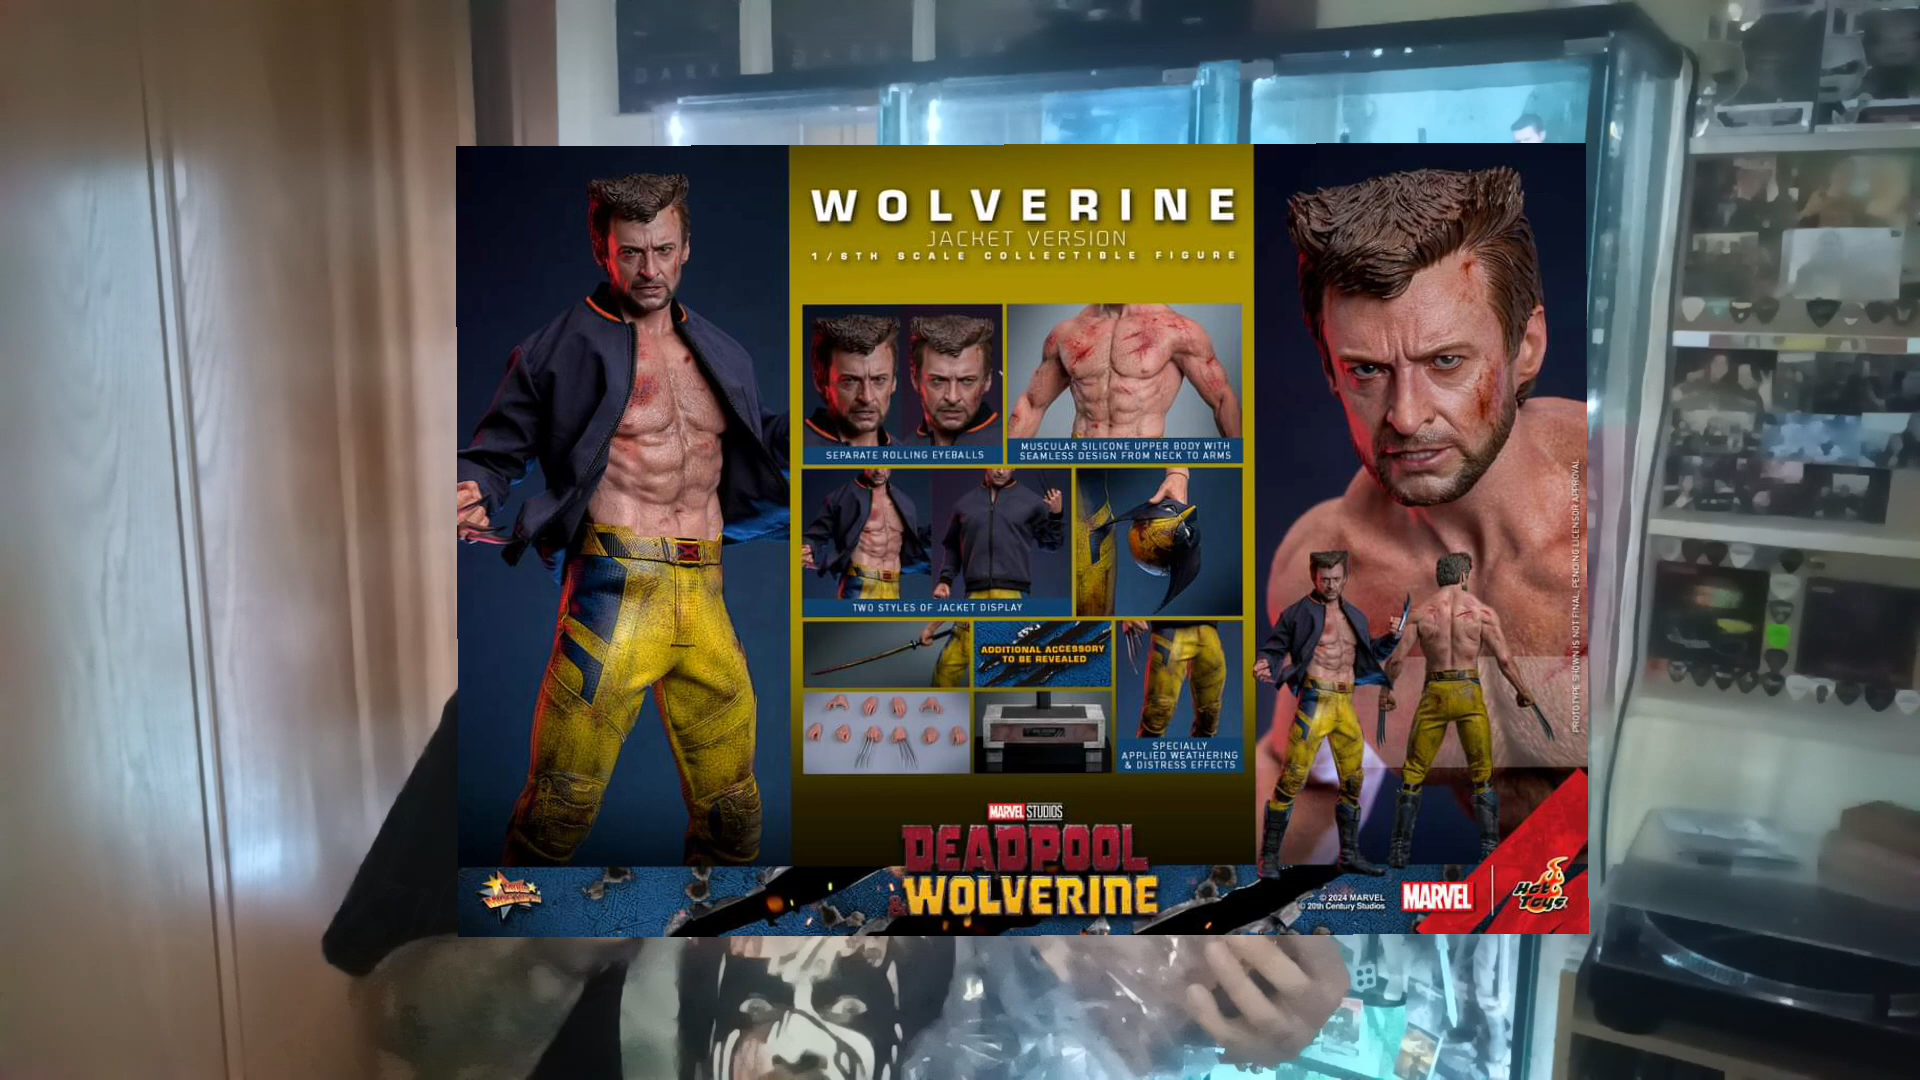 DARK
WOLVERINE
JACKET VERSION
1/6TH SCALE COLLECTIBLE FIGURE
SEPARATE ROLLING EYEBALLS
MUSCULAR SILICONE UPPER BODY WITH
SEAMLESS DESIGN FROM NECK TO ARMS
TWO STYLES OF JACKET DISPLAY
ADDITIONAL ACCESSORY
TO BE REVEALED
SPECIALLY
APPLIED WEATHERING
& DISTRESS EFFECTS
PROTOTYPE SHOWN IS NOT FINAL, PENDING LICENSOR APPROVAL
MARVEL STUDIOS
DEADPOOL
& WOLVERINE
© 2024 MARVEL
© 20th Century Studios
MARVEL
Hot
Toys